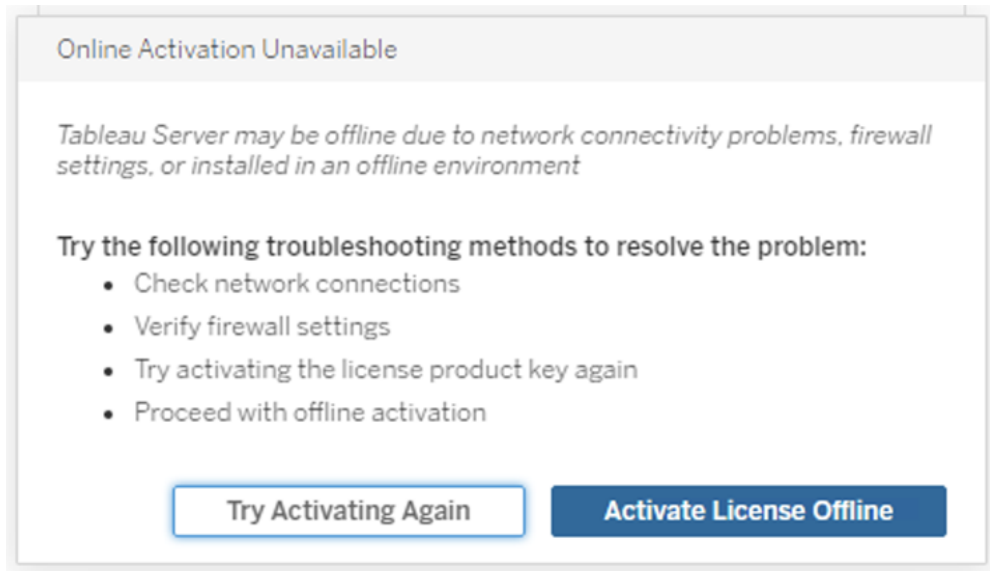 Online Activation Unavailable
Tableau Server may be offline due to network connectivity problems, firewall
settings, or installed in an offline environment
Try the following troubleshooting methods to resolve the problem:
• Check network connections
• Verify firewall settings
• Try activating the license product key again
• Proceed with offline activation
Try Activating Again
Activate License Offline